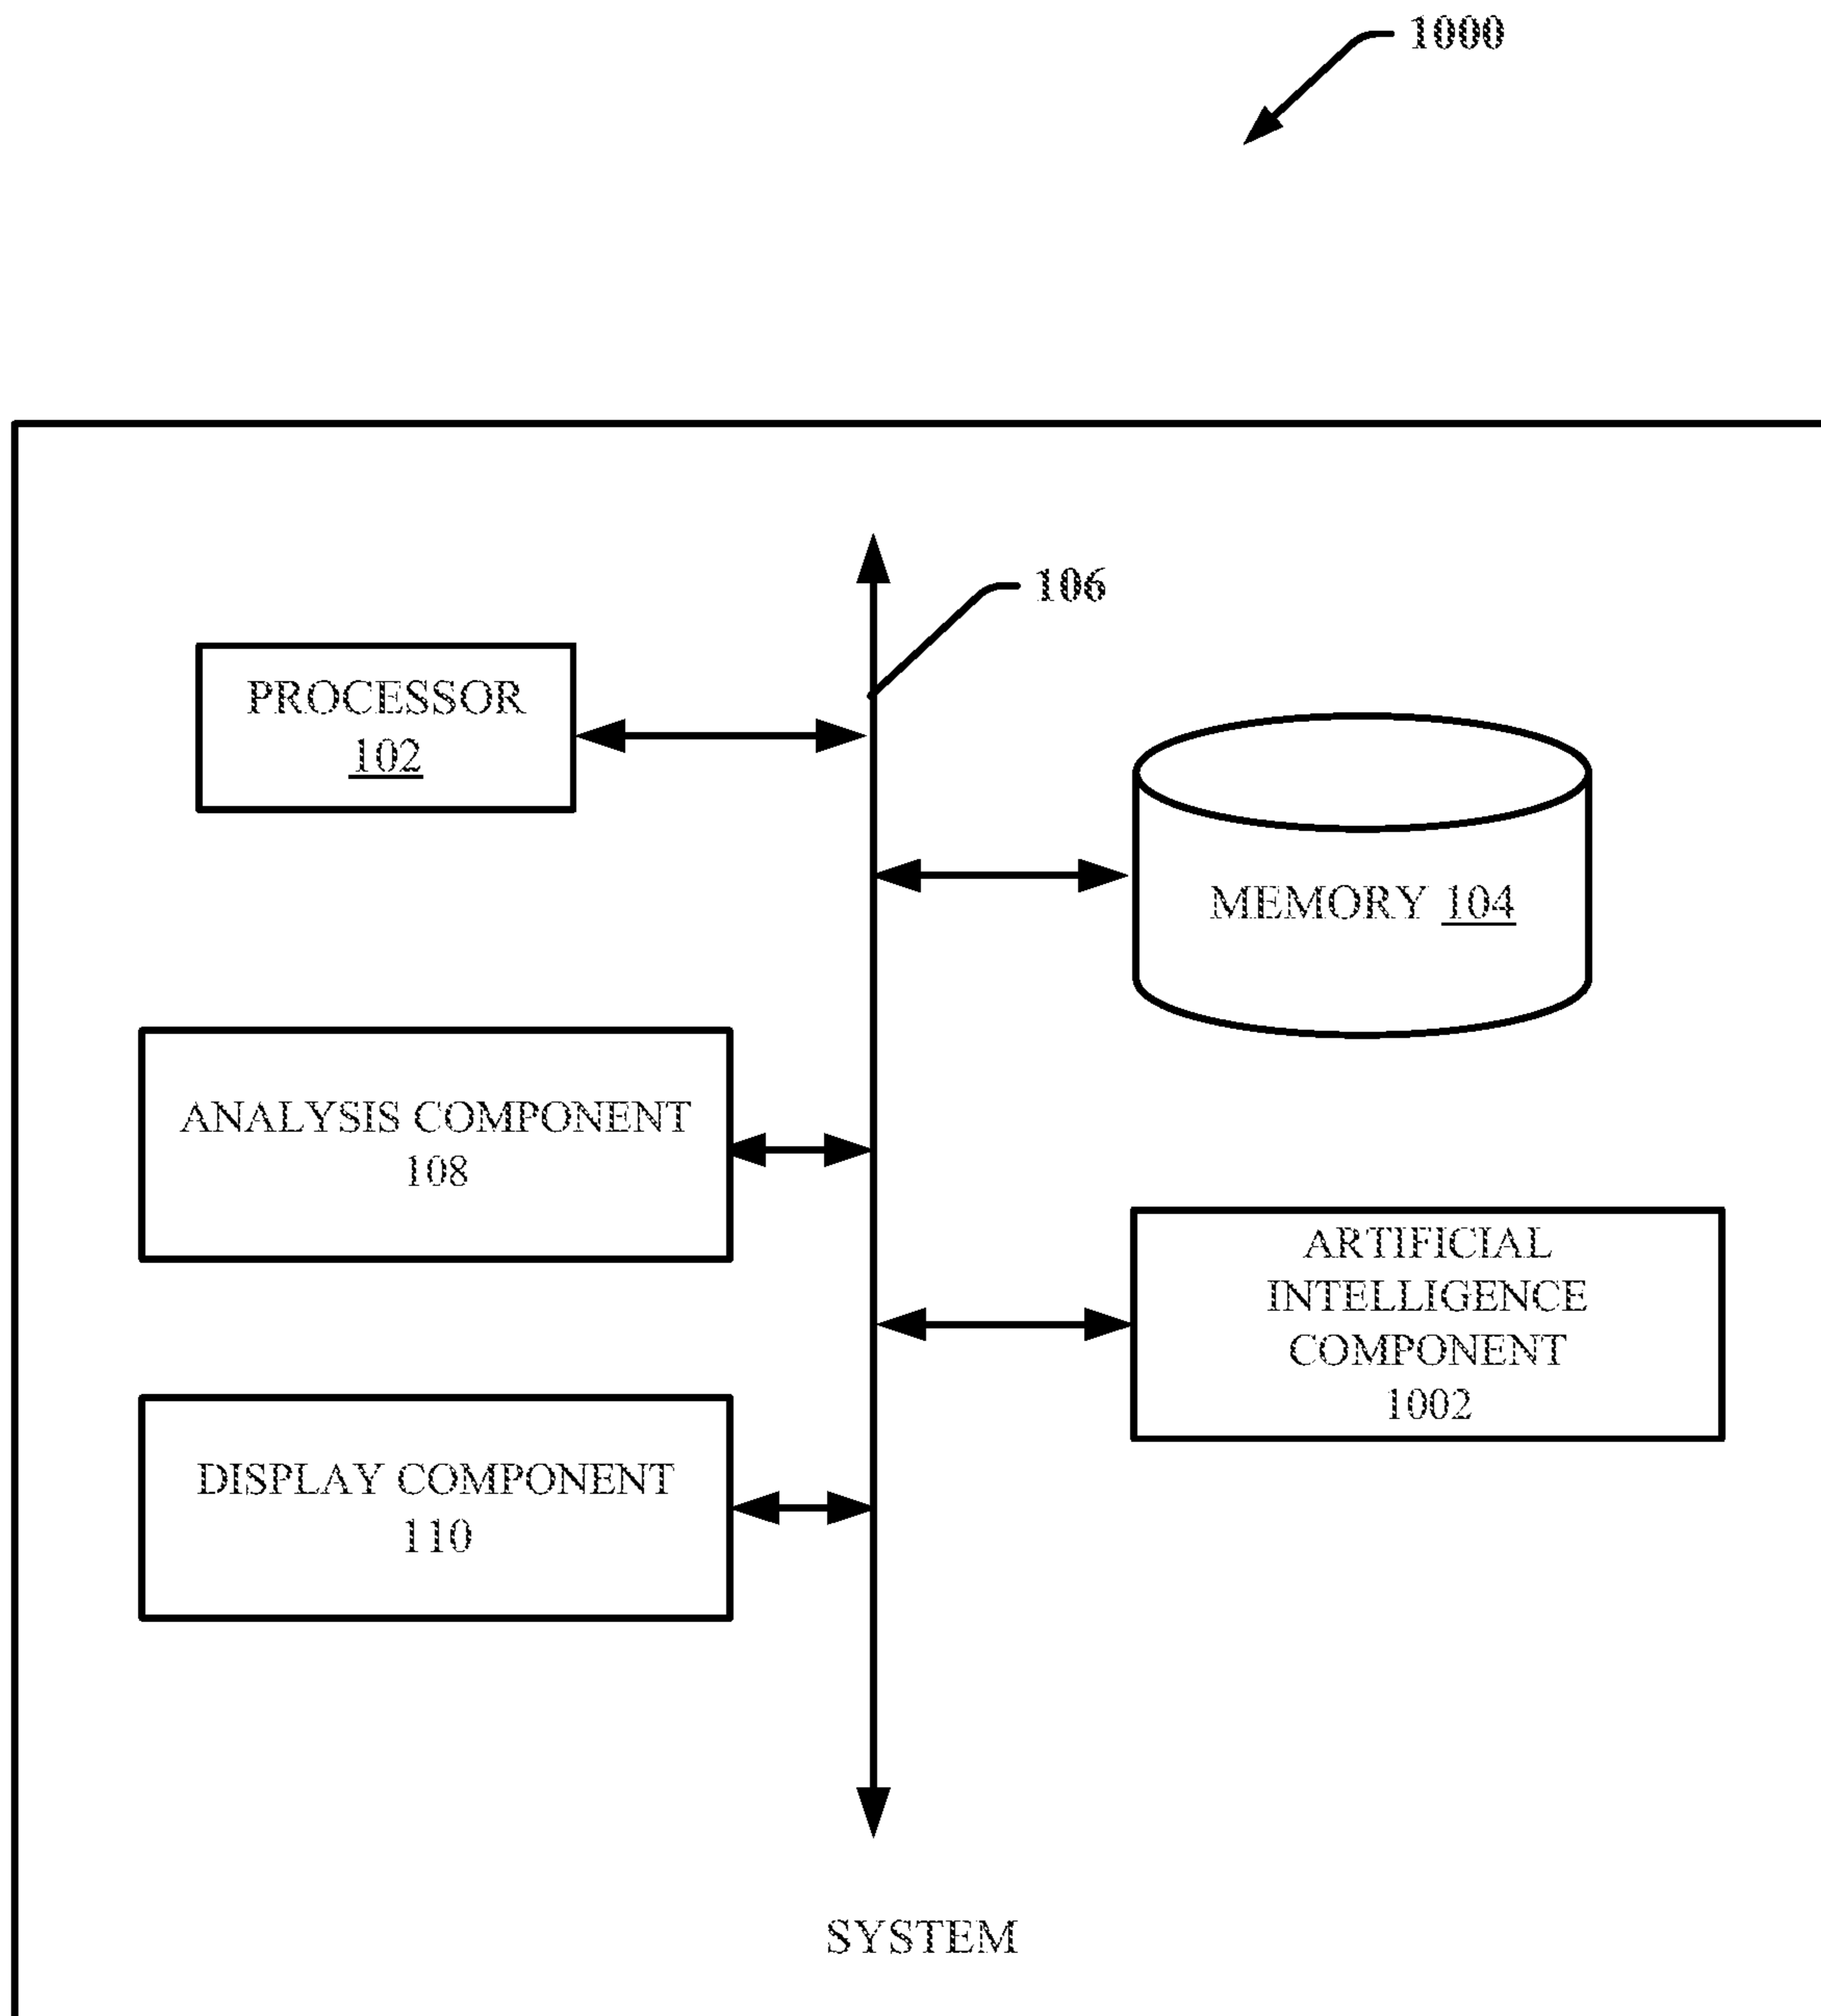 1000
106
PROCESSOR
102
MEMORY 104
ANALYSIS COMPONENT
108
ARTIFICIAL
INTELLIGENCE
COMPONENT
1002
DISPLAY COMPONENT
110
SYSTEM